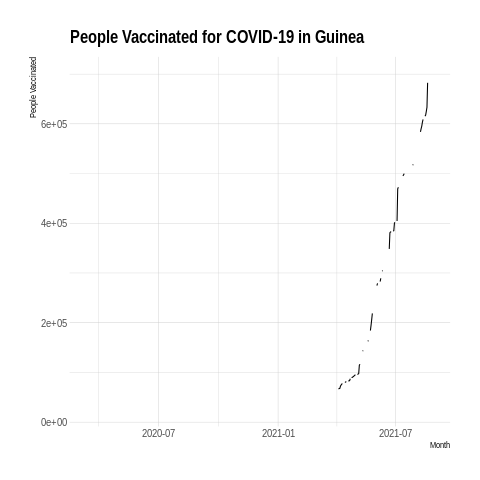 People Vaccinated for COVID-19 in Guinea
People Vaccinated
6e+05
4e+05
2e+05
0e+00
2020-07 2021-01 2021-07
Month